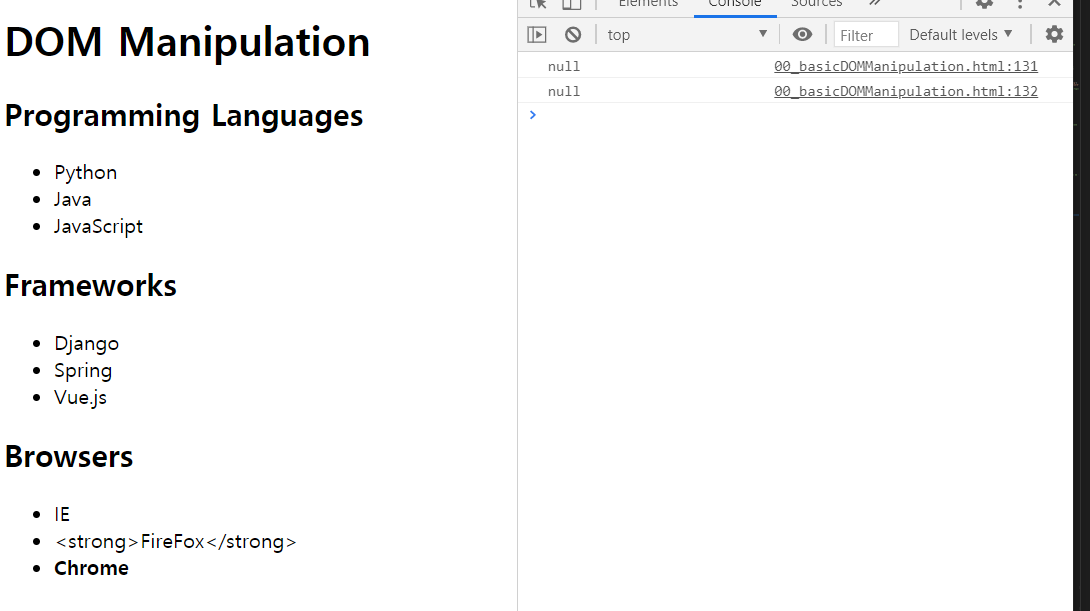 DOM Manipulation
Programming Languages
Python
Java
JavaScript
Frameworks
Django
Spring
Vue.js
Browsers
IE
<strong>FireFox</strong>
Chrome
Elements Console Sources »
top Filter Default levels
null 00_basicDOMManipulation.html:131
null 00_basicDOMManipulation.html:132